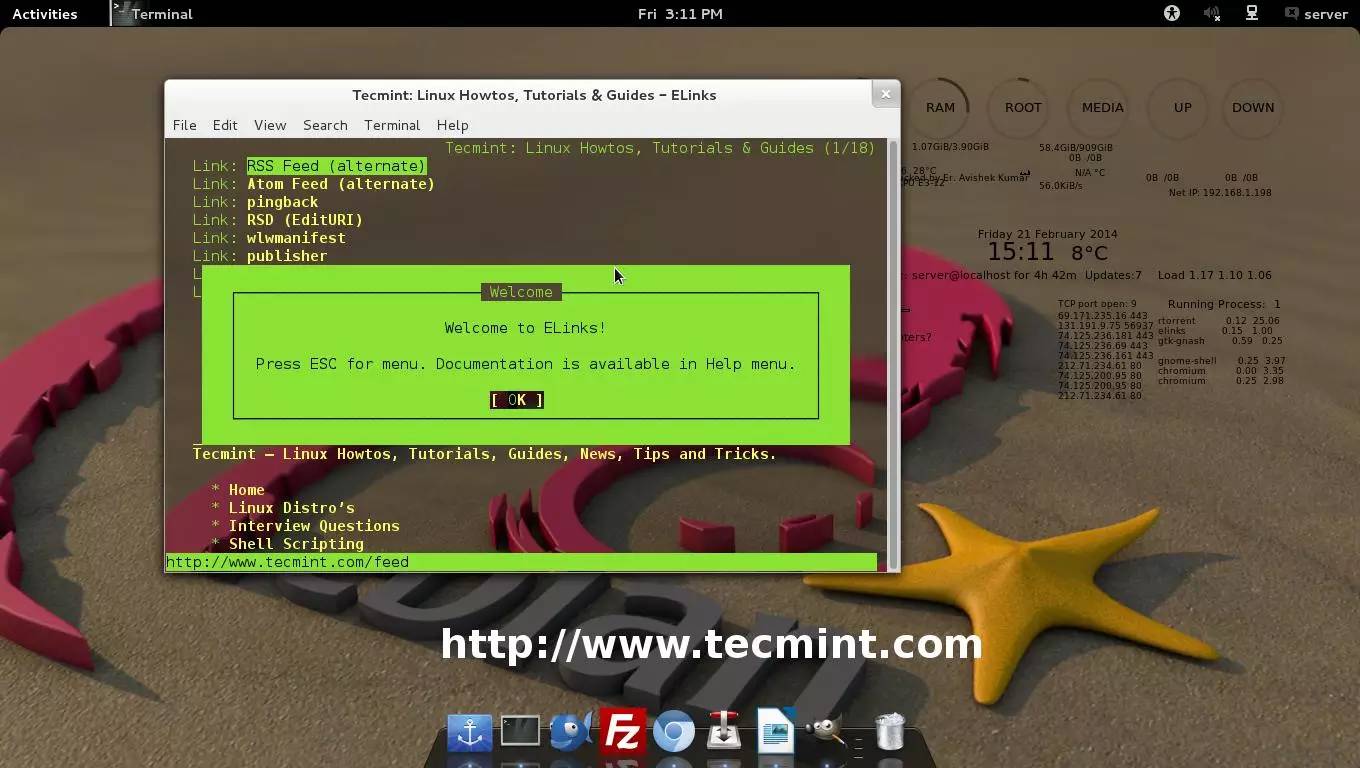 Activities
Terminal
Fri 3:11 PM
server
Tecmint: Linux Howtos, Tutorials & Guides - ELinks
File Edit View Search Terminal Help
Tecmint: Linux Howtos, Tutorials & Guides (1/18)
Link: RSS Feed (alternate)
Link: Atom Feed (alternate)
Link: pingback
Link: RSD (EditURI)
Link: wlwmanifest
Link: publisher
L
L
Welcome
Welcome to ELinks!
Press ESC for menu. Documentation is available in Help menu.
[ OK ]
Tecmint – Linux Howtos, Tutorials, Guides, News, Tips and Tricks.
* Home
* Linux Distro's
* Interview Questions
* Shell Scripting
http://www.tecmint.com/feed
RAM ROOT MEDIA UP DOWN
1.07GiB/3.90GiB 58.4GiB/909GiB
0B /0B
28°C N/A °C
by Er. Avishek Kumar 0B /0B 0B /0B
56.0KiB/s
Net IP: 192.168.1.198
Friday 21 February 2014
15:11 8°C
server@localhost for 4h 42m Updates:7 Load 1.17 1.10 1.06
TCP port open: 9
69.171.235.16 443
131.191.9.75 56937
74.125.236.181 443
74.125.236.69 443
74.125.236.161 443
212.71.234.61 80
74.125.200.95 80
74.125.200.95 80
212.71.234.61 80
Running Process: 1
rtorrent 0.12 25.06
elinks 0.15 1.00
gtk-gnash 0.59 0.25
gnome-shell 0.25 3.97
chromium 0.00 3.35
chromium 0.25 2.98
http://www.tecmint.com
Fz